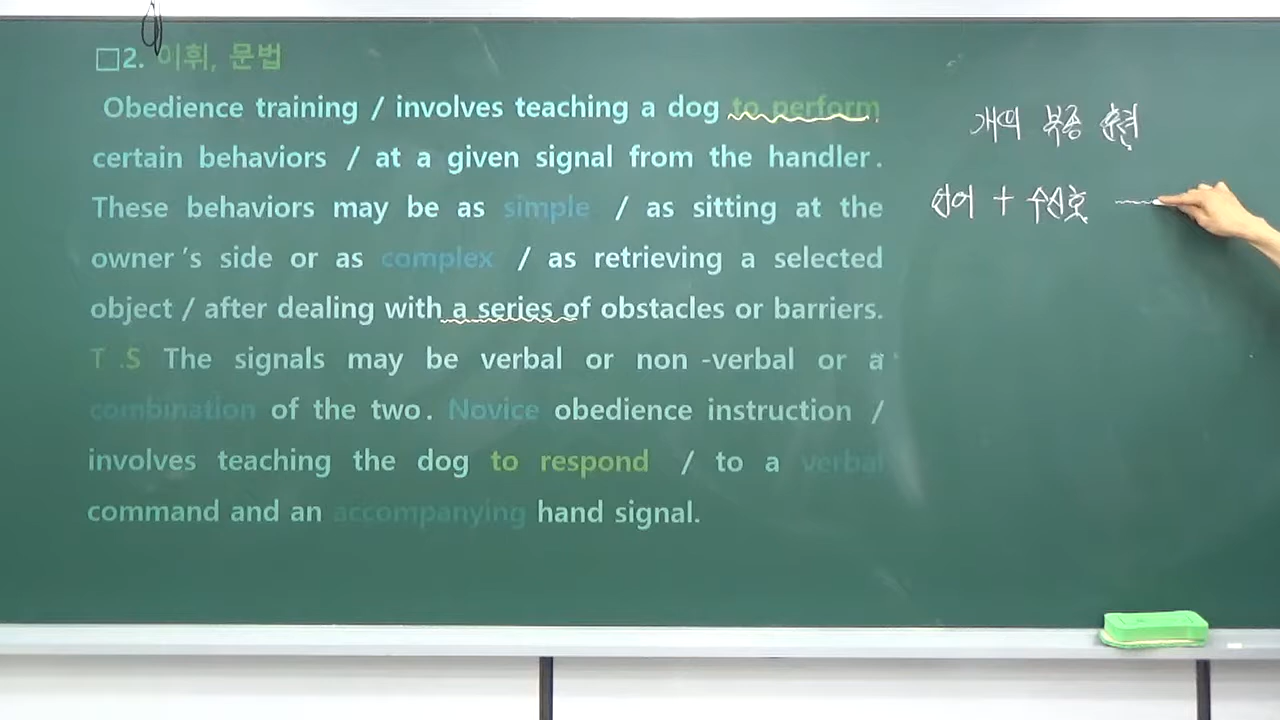 □2. 어휘, 문법
Obedience training / involves teaching a dog to perform
certain behaviors / at a given signal from the handler.
These behaviors may be as simple / as sitting at the
owner's side or as complex / as retrieving a selected
object / after dealing with a series of obstacles or barriers.
T.S The signals may be verbal or non-verbal or a
combination of the two. Novice obedience instruction /
involves teaching the dog to respond / to a verbal
command and an accompanying hand signal.
개의 복종 훈련
언어 + 수신호